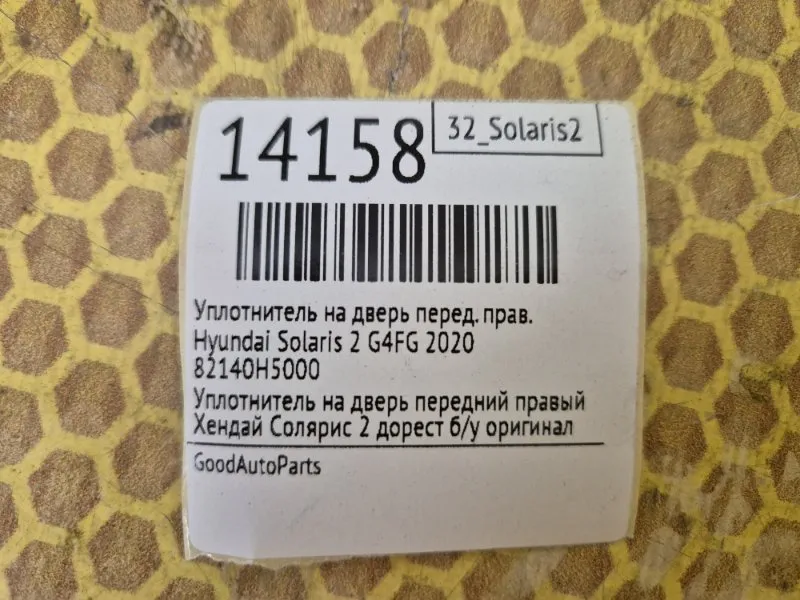 14158
32_Solaris2
Уплотнитель на дверь перед. прав.
Hyundai Solaris 2 G4FG 2020
82140H5000
Уплотнитель на дверь передний правый
Хендай Солярис 2 дорест б/у оригинал
GoodAutoParts